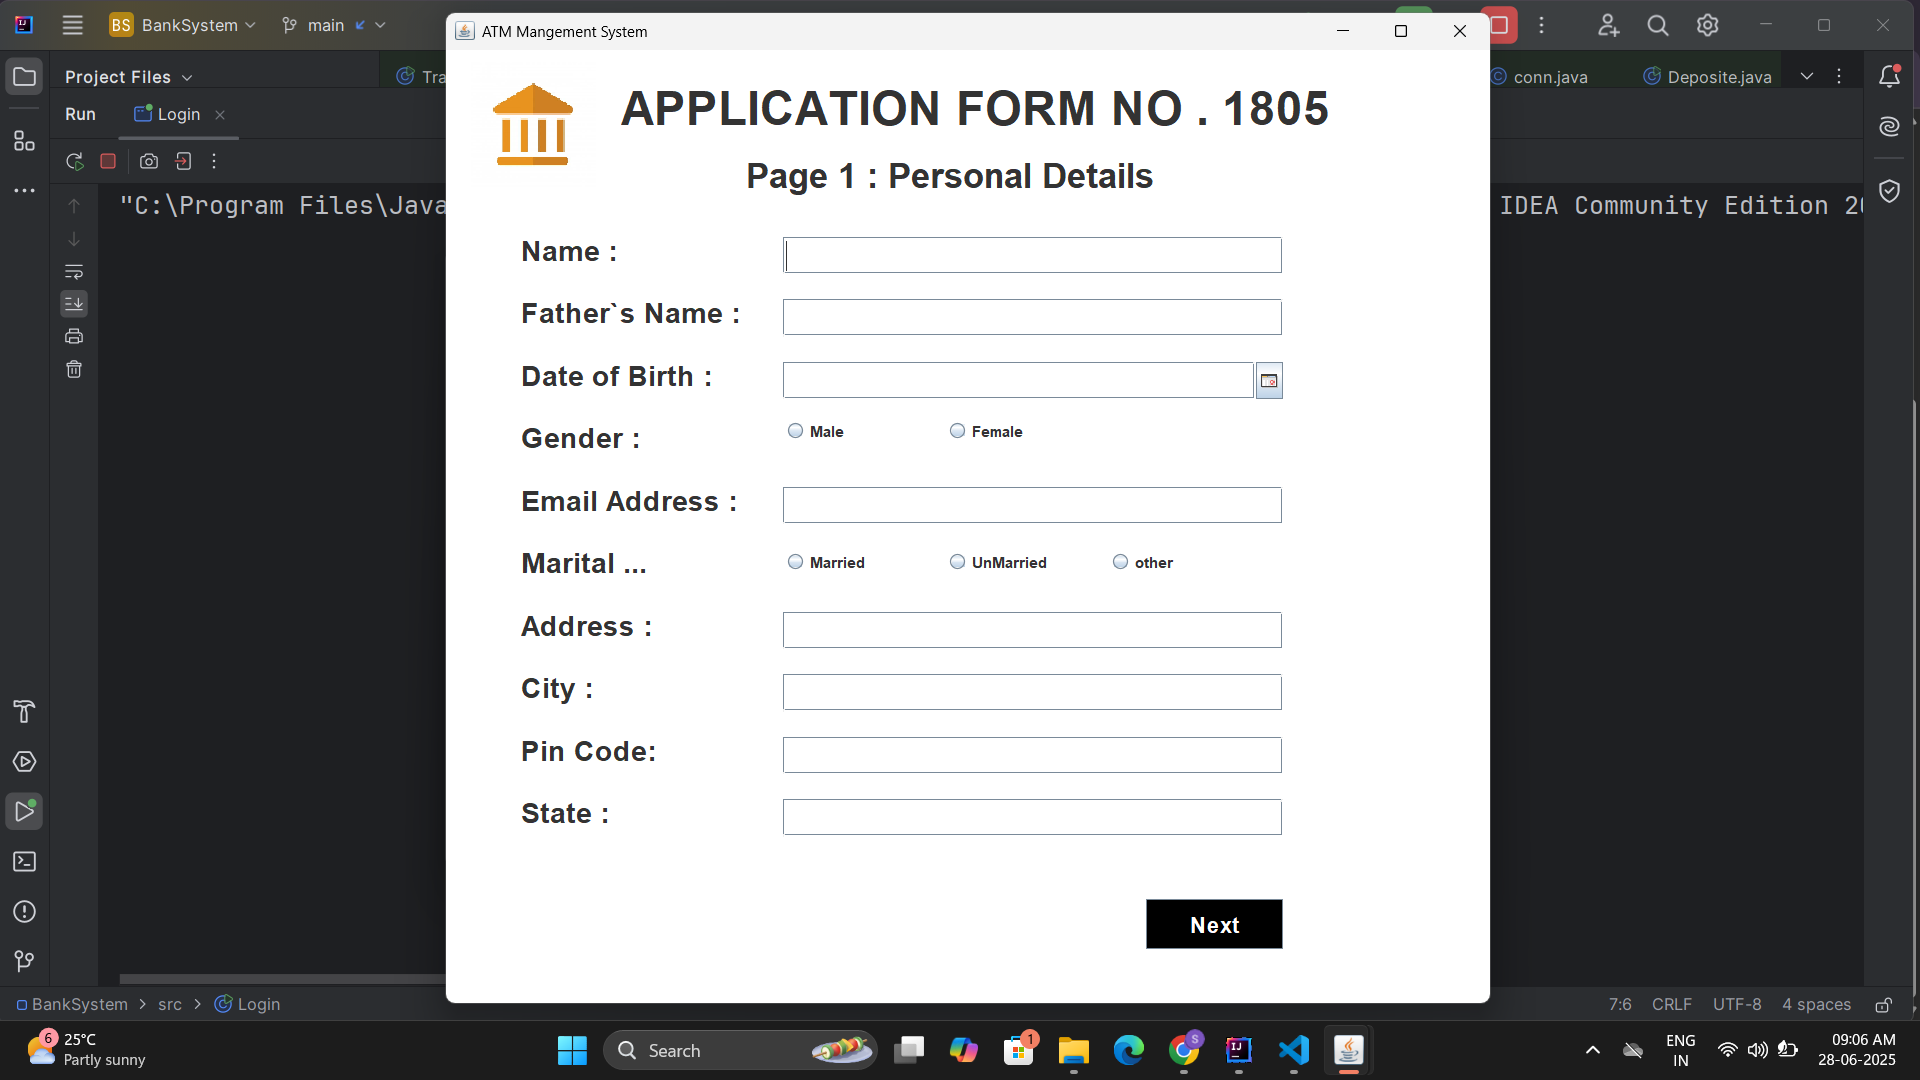 BS BankSystem main
ATM Mangement System
Project Files
Tra
conn.java Deposite.java
Run Login
APPLICATION FORM NO . 1805
Page 1 : Personal Details
"C:\Program Files\Java
IDEA Community Edition
Name :
Father`s Name :
Date of Birth :
Gender : Male Female
Email Address :
Marital ... Married UnMarried other
Address :
City :
Pin Code:
State :
Next
BankSystem > src > Login
7:6 CRLF UTF-8 4 spaces
6 25°C
Partly sunny
Search
1
S
ENG
IN
09:06 AM
28-06-2025